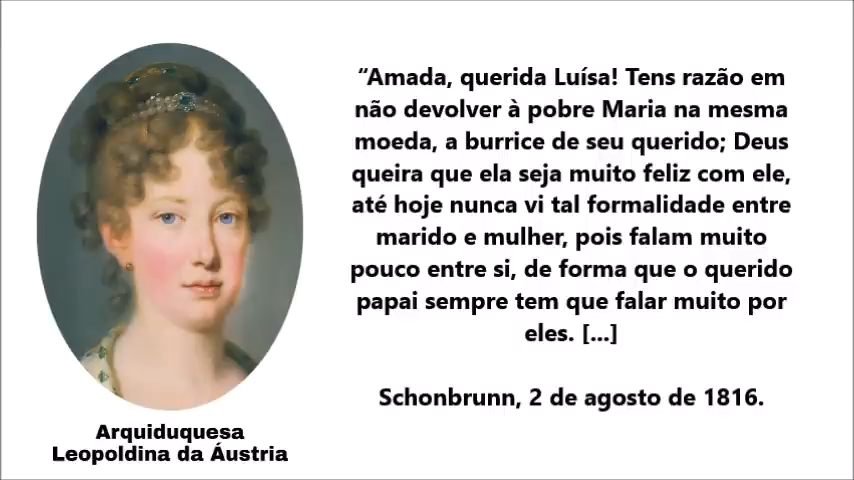 “Amada, querida Luísa! Tens razão em
não devolver à pobre Maria na mesma
moeda, a burrice de seu querido; Deus
queira que ela seja muito feliz com ele,
até hoje nunca vi tal formalidade entre
marido e mulher, pois falam muito
pouco entre si, de forma que o querido
papai sempre tem que falar muito por
eles. [...]
Schonbrunn, 2 de agosto de 1816.
Arquiduquesa
Leopoldina da Áustria